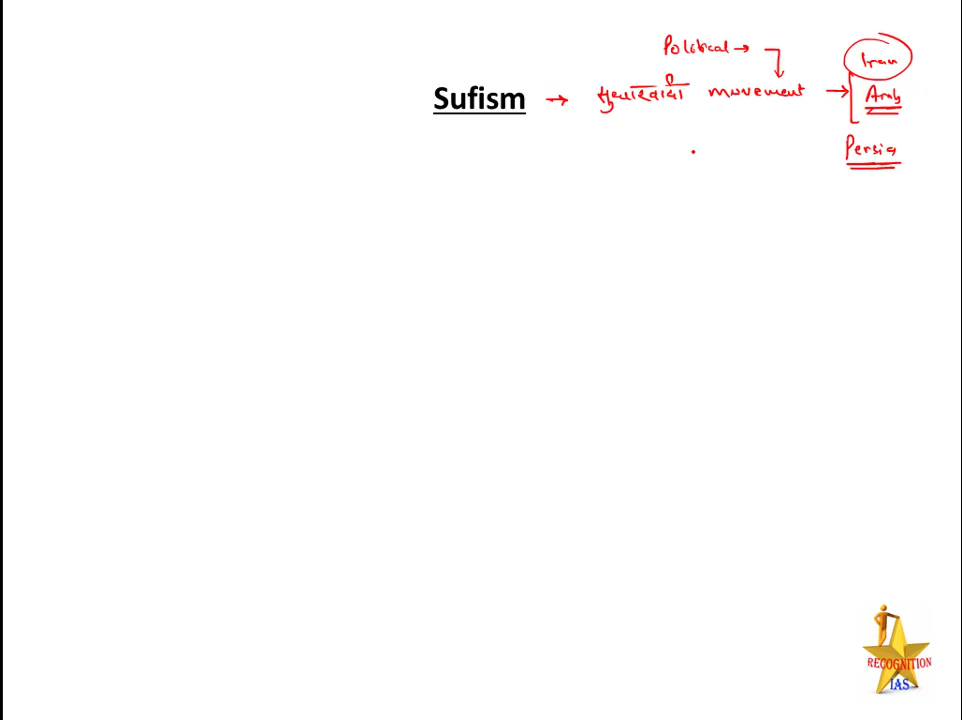 Political →
Sufism → सुधारवादी movement →
Iran
Arab
Persia
RECOGNITION
IAS